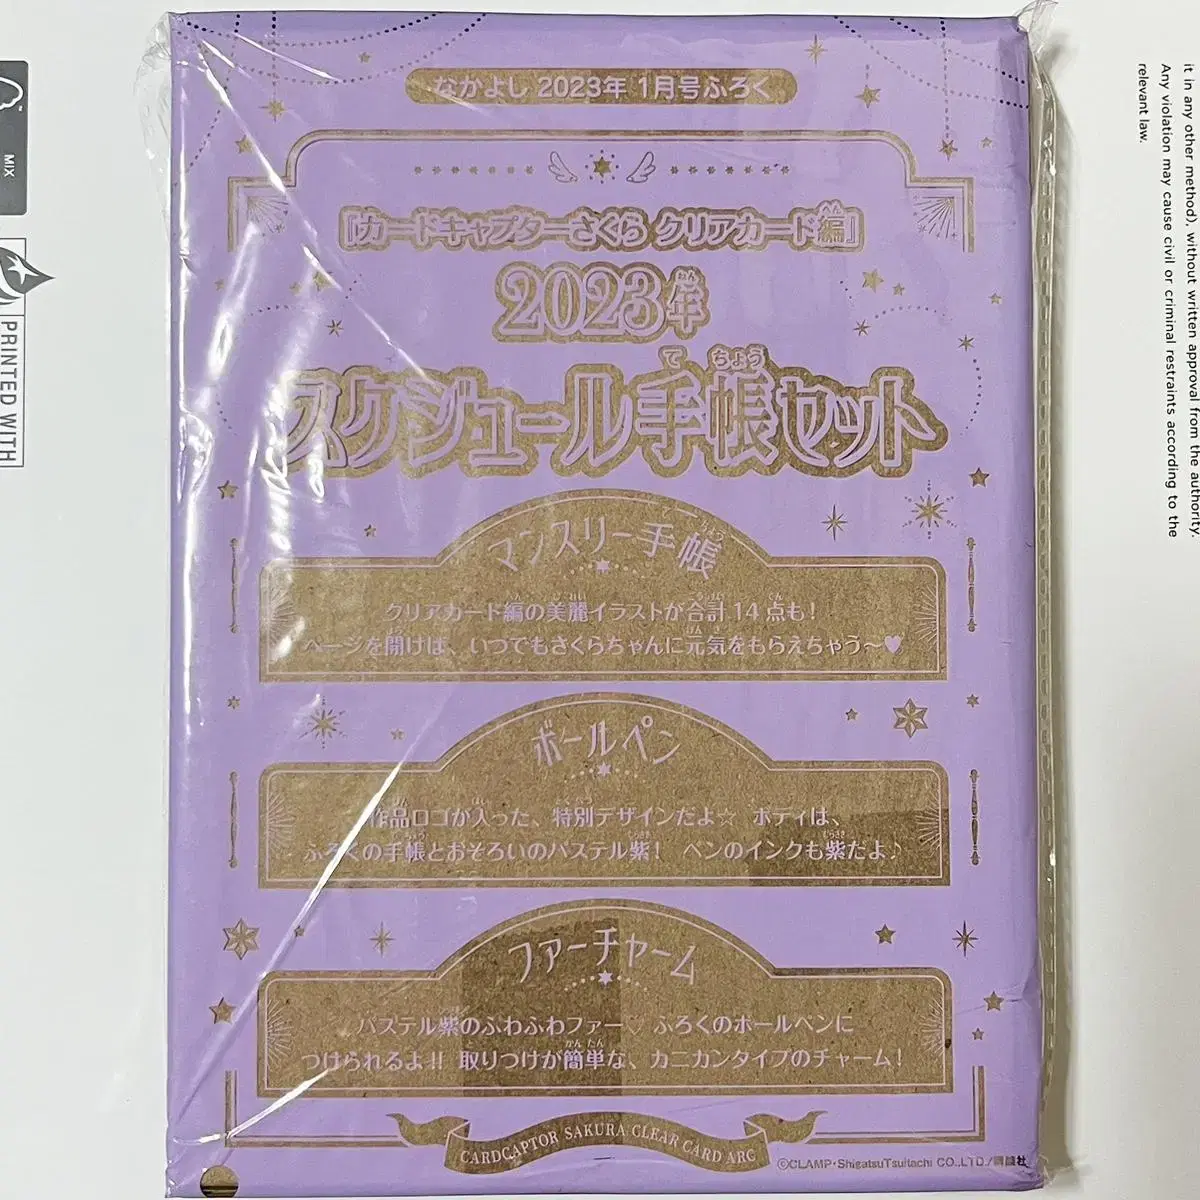 なかよし 2023年 1月号ふろく
『カードキャプターさくら クリアカード編』
2023年
スケジュール手帳セット
マンスリー手帳
クリアカード編の美麗イラストが合計14点も!
ページを開けば、いつでもさくらちゃんに元気をもらえちゃう〜♥
ボールペン
作品ロゴが入った、特別デザインだよ☆ ボディは、
ふろくの手帳とおそろいのパステル紫! ペンのインクも紫だよ♪
ファーチャーム
パステル紫のふわふわファー♡ ふろくのボールペンに
つけられるよ!! 取りつけが簡単な、カニカンタイプのチャーム!
CARDCAPTOR SAKURA CLEAR CARD ARC
©CLAMP・ShigatsuTsuitachi CO.,LTD./講談社
MIX
PRINTED WITH
it in any other method), without written approval from the authority.
Any violation may cause civil or criminal restraints according to the
relevant law.